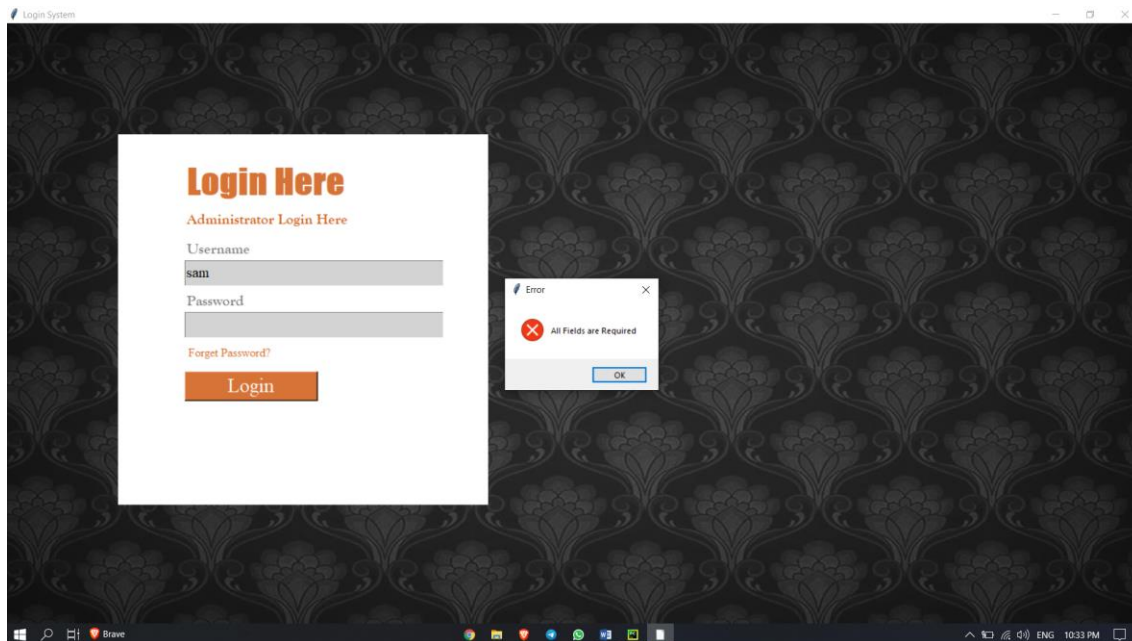 Login System
Login Here
Administrator Login Here
Username
sam
Password
Forget Password?
Login
Error
All Fields are Required
OK
Brave
ENG 10:33 PM